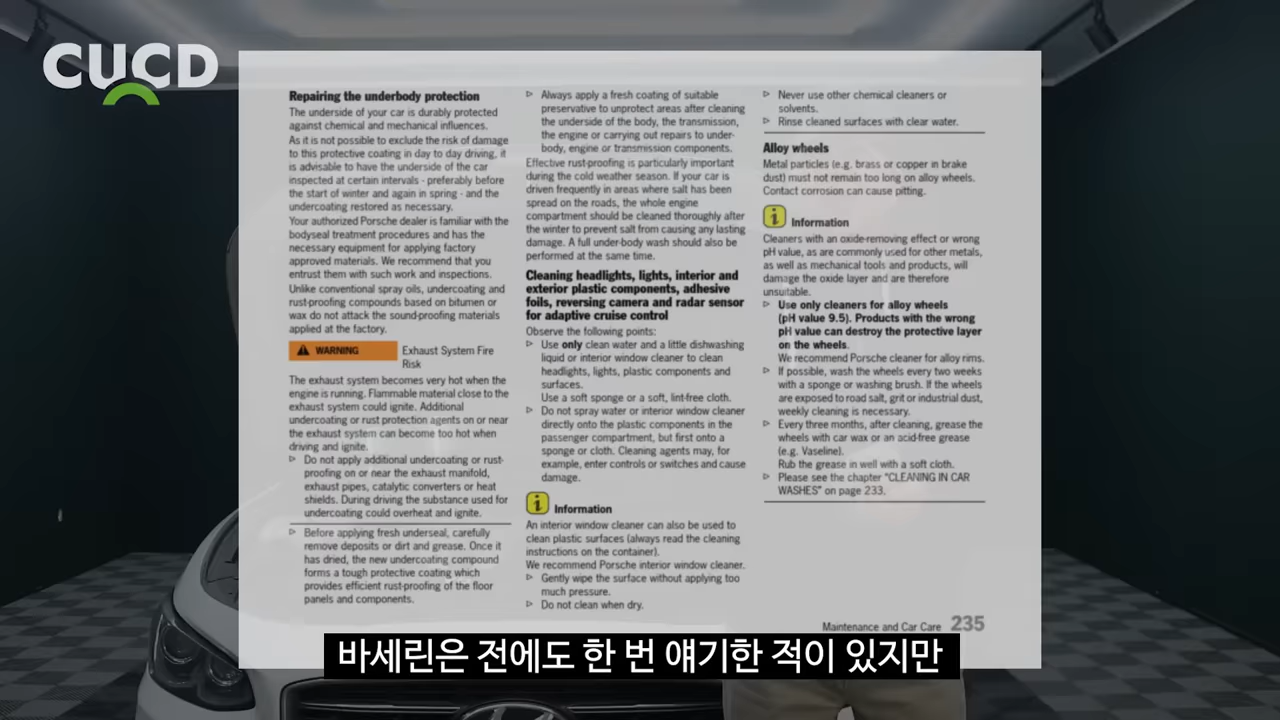 CUCD
Repairing the underbody protection
The underside of your car is durably protected
against chemical and mechanical influences.
As it is not possible to exclude the risk of damage
to this protective coating in day to day driving, it
is advisable to have the underside of the car
inspected at certain intervals - preferably before
the start of winter and again in spring - and the
undercoating restored as necessary.
Your authorized Porsche dealer is familiar with the
bodyseal treatment procedures and has the
necessary equipment for applying factory
approved materials. We recommend that you
entrust them with such work and inspections.
Unlike conventional spray oils, undercoating and
rust-proofing compounds based on bitumen or
wax do not attack the sound-proofing materials
applied at the factory.
WARNING Exhaust System Fire
Risk
The exhaust system becomes very hot when the
engine is running. Flammable material close to the
exhaust system could ignite. Additional
undercoating or rust protection agents on or near
the exhaust system can become too hot when
driving and ignite.
▷ Do not apply additional undercoating or rust-
proofing on or near the exhaust manifold,
exhaust pipes, catalytic converters or heat
shields. During driving the substance used for
undercoating could overheat and ignite.
▷ Before applying fresh underseal, carefully
remove deposits or dirt and grease. Once it
has dried, the new undercoating compound
forms a tough protective coating which
provides efficient rust-proofing of the floor
panels and components.
▷ Always apply a fresh coating of suitable
preservative to unprotect areas after cleaning
the underside of the body, the transmission,
the engine or carrying out repairs to under-
body, engine or transmission components.
Effective rust-proofing is particularly important
during the cold weather season. If your car is
driven frequently in areas where salt has been
spread on the roads, the whole engine
compartment should be cleaned thoroughly after
the winter to prevent salt from causing any lasting
damage. A full under-body wash should also be
performed at the same time.
Cleaning headlights, lights, interior and
exterior plastic components, adhesive
foils, reversing camera and radar sensor
for adaptive cruise control
Observe the following points:
▷ Use only clean water and a little dishwashing
liquid or interior window cleaner to clean
headlights, lights, plastic components and
surfaces.
Use a soft sponge or a soft, lint-free cloth.
▷ Do not spray water or interior window cleaner
directly onto the plastic components in the
passenger compartment, but first onto a
sponge or cloth. Cleaning agents may, for
example, enter controls or switches and cause
damage.
Information
An interior window cleaner can also be used to
clean plastic surfaces (always read the cleaning
instructions on the container).
We recommend Porsche interior window cleaner.
▷ Gently wipe the surface without applying too
much pressure.
▷ Do not clean when dry.
▷ Never use other chemical cleaners or
solvents.
▷ Rinse cleaned surfaces with clear water.
Alloy wheels
Metal particles (e.g. brass or copper in brake
dust) must not remain too long on alloy wheels.
Contact corrosion can cause pitting.
Information
Cleaners with an oxide-removing effect or wrong
pH value, as are commonly used for other metals,
as well as mechanical tools and products, will
damage the oxide layer and are therefore
unsuitable.
▷ Use only cleaners for alloy wheels
(pH value 9.5). Products with the wrong
pH value can destroy the protective layer
on the wheels.
We recommend Porsche cleaner for alloy rims.
▷ If possible, wash the wheels every two weeks
with a sponge or washing brush. If the wheels
are exposed to road salt, grit or industrial dust,
weekly cleaning is necessary.
▷ Every three months, after cleaning, grease the
wheels with car wax or an acid-free grease
(e.g. Vaseline).
Rub the grease in well with a soft cloth.
▷ Please see the chapter "CLEANING IN CAR
WASHES" on page 233.
Maintenance and Car Care 235
바세린은 전에도 한 번 얘기한 적이 있지만